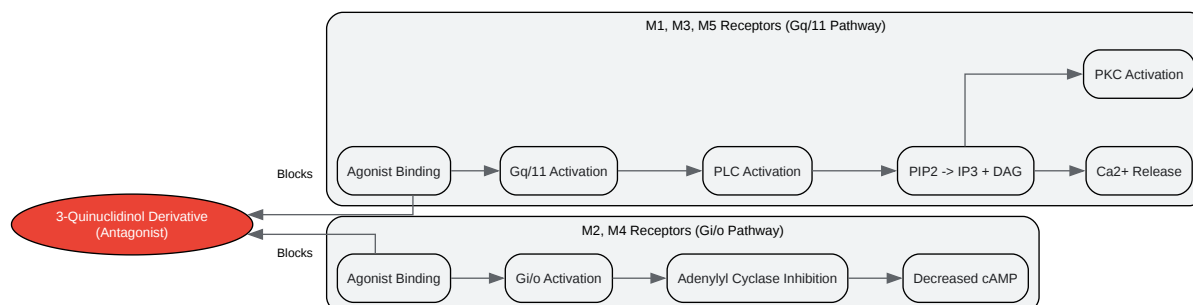 M1, M3, M5 Receptors (Gq/11 Pathway)
PKC Activation
Blocks
Agonist Binding
Gq/11 Activation
PLC Activation
PIP2 -> IP3 + DAG
Ca2+ Release
3-Quinuclidinol Derivative
(Antagonist)
M2, M4 Receptors (Gi/o Pathway)
Blocks
Agonist Binding
Gi/o Activation
Adenylyl Cyclase Inhibition
Decreased cAMP